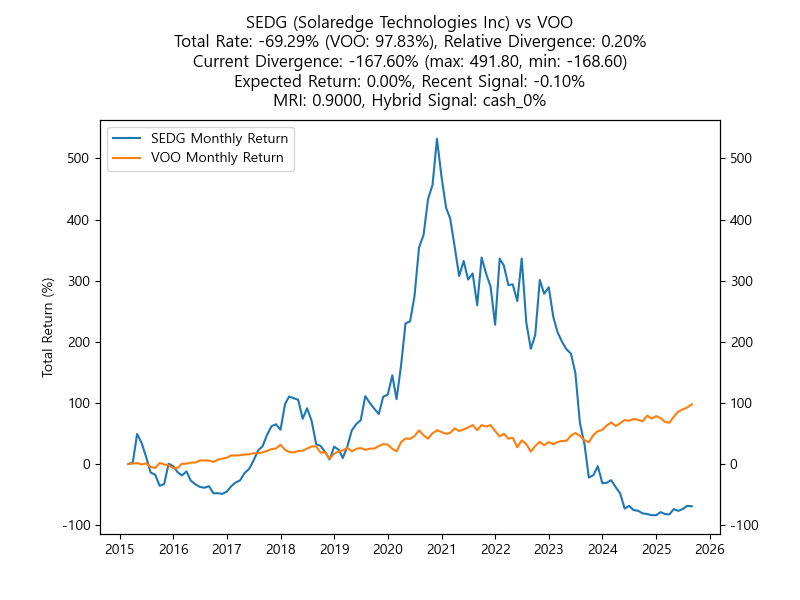 SEDG (Solaredge Technologies Inc) vs VOO
Total Rate: -69.29% (VOO: 97.83%), Relative Divergence: 0.20%
Current Divergence: -167.60% (max: 491.80, min: -168.60)
Expected Return: 0.00%, Recent Signal: -0.10%
MRI: 0.9000, Hybrid Signal: cash_0%
SEDG Monthly Return
VOO Monthly Return
Total Return (%)
500 500
400 400
300 300
200 200
100 100
0 0
-100 -100
2015 2016 2017 2018 2019 2020 2021 2022 2023 2024 2025 2026